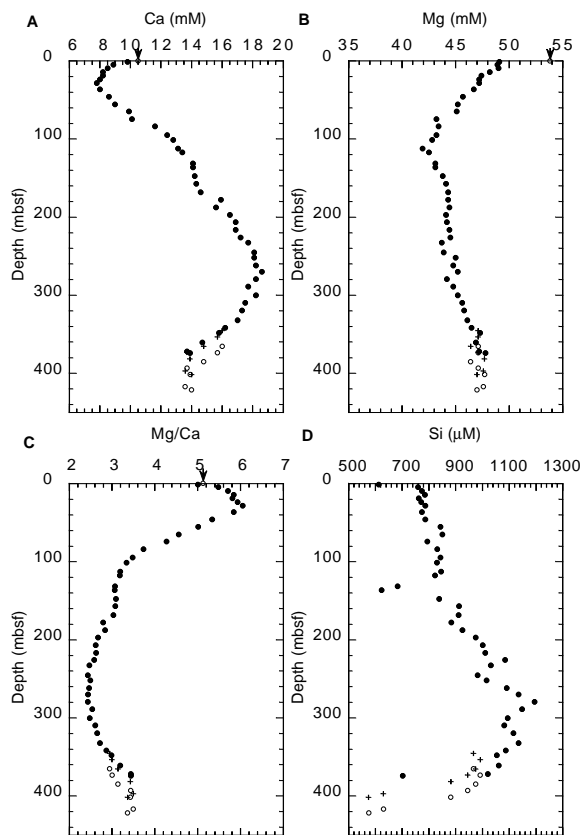 A Ca (mM) B Mg (mM)
4 6 8 10 12 14 16 18 20 35 40 45 50 55
0 0
100 100
200 200
300 300
400 400
Depth (mbsf) Depth (mbsf)
C Mg/Ca D Si (µM)
2 3 4 5 6 7 500 700 900 1100 1300
0 0
100 100
200 200
300 300
400 400
Depth (mbsf) Depth (mbsf)